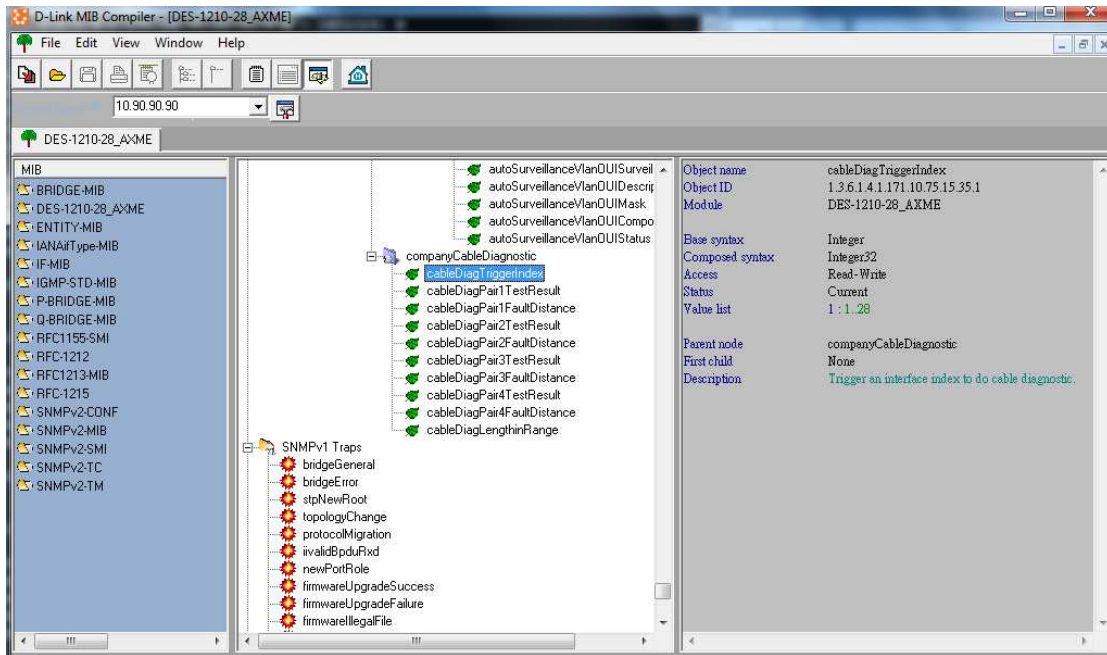 D-Link MIB Compiler - [DES-1210-28_AXME]
File Edit View Window Help
10.90.90.90
DES-1210-28_AXME
MIB
BRIDGE-MIB
DES-1210-28_AXME
ENTITY-MIB
IANAifType-MIB
IF-MIB
IGMP-STD-MIB
P-BRIDGE-MIB
Q-BRIDGE-MIB
RFC1155-SMI
RFC-1212
RFC1213-MIB
RFC-1215
SNMPv2-CONF
SNMPv2-MIB
SNMPv2-SMI
SNMPv2-TC
SNMPv2-TM
autoSurveillanceVlanOUISurveil
autoSurveillanceVlanOUIDescrip
autoSurveillanceVlanOUIMask
autoSurveillanceVlanOUICompo
autoSurveillanceVlanOUIStatus
companyCableDiagnostic
cableDiagTriggerIndex
cableDiagPair1TestResult
cableDiagPair1FaultDistance
cableDiagPair2TestResult
cableDiagPair2FaultDistance
cableDiagPair3TestResult
cableDiagPair3FaultDistance
cableDiagPair4TestResult
cableDiagPair4FaultDistance
cableDiagLengthinRange
SNMPv1 Traps
bridgeGeneral
bridgeError
stpNewRoot
topologyChange
protocolMigration
iivalidBpduRxd
newPortRole
firmwareUpgradeSuccess
firmwareUpgradeFailure
firmwareIllegalFile
Object name cableDiagTriggerIndex
Object ID 1.3.6.1.4.1.171.10.75.15.35.1
Module DES-1210-28_AXME
Base syntax Integer
Composed syntax Integer32
Access Read-Write
Status Current
Value list 1 : 1..28
Parent node companyCableDiagnostic
First child None
Description Trigger an interface index to do cable diagnostic.